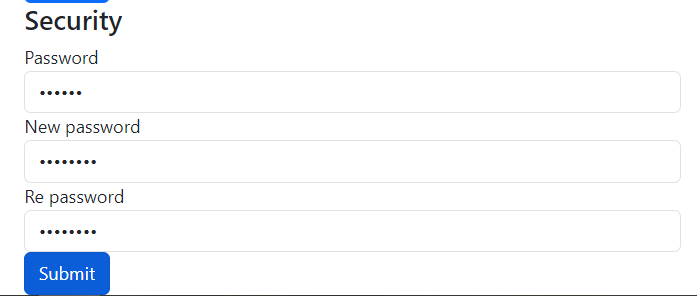 Security
Password
••••••
New password
••••••••
Re password
••••••••
Submit